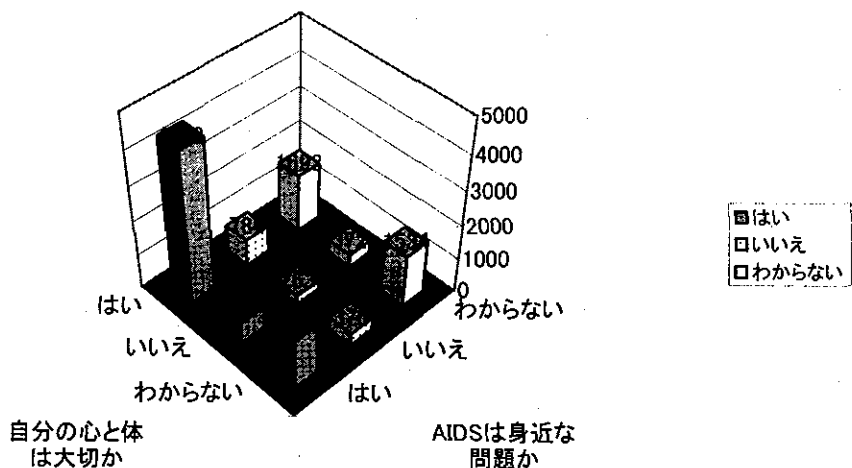 5000
4000
3000
2000
1000
0
はい
いいえ
わからない
はい
いいえ
わからない
自分の心と体
は大切か
AIDSは身近な
問題か
はい
いいえ
わからない